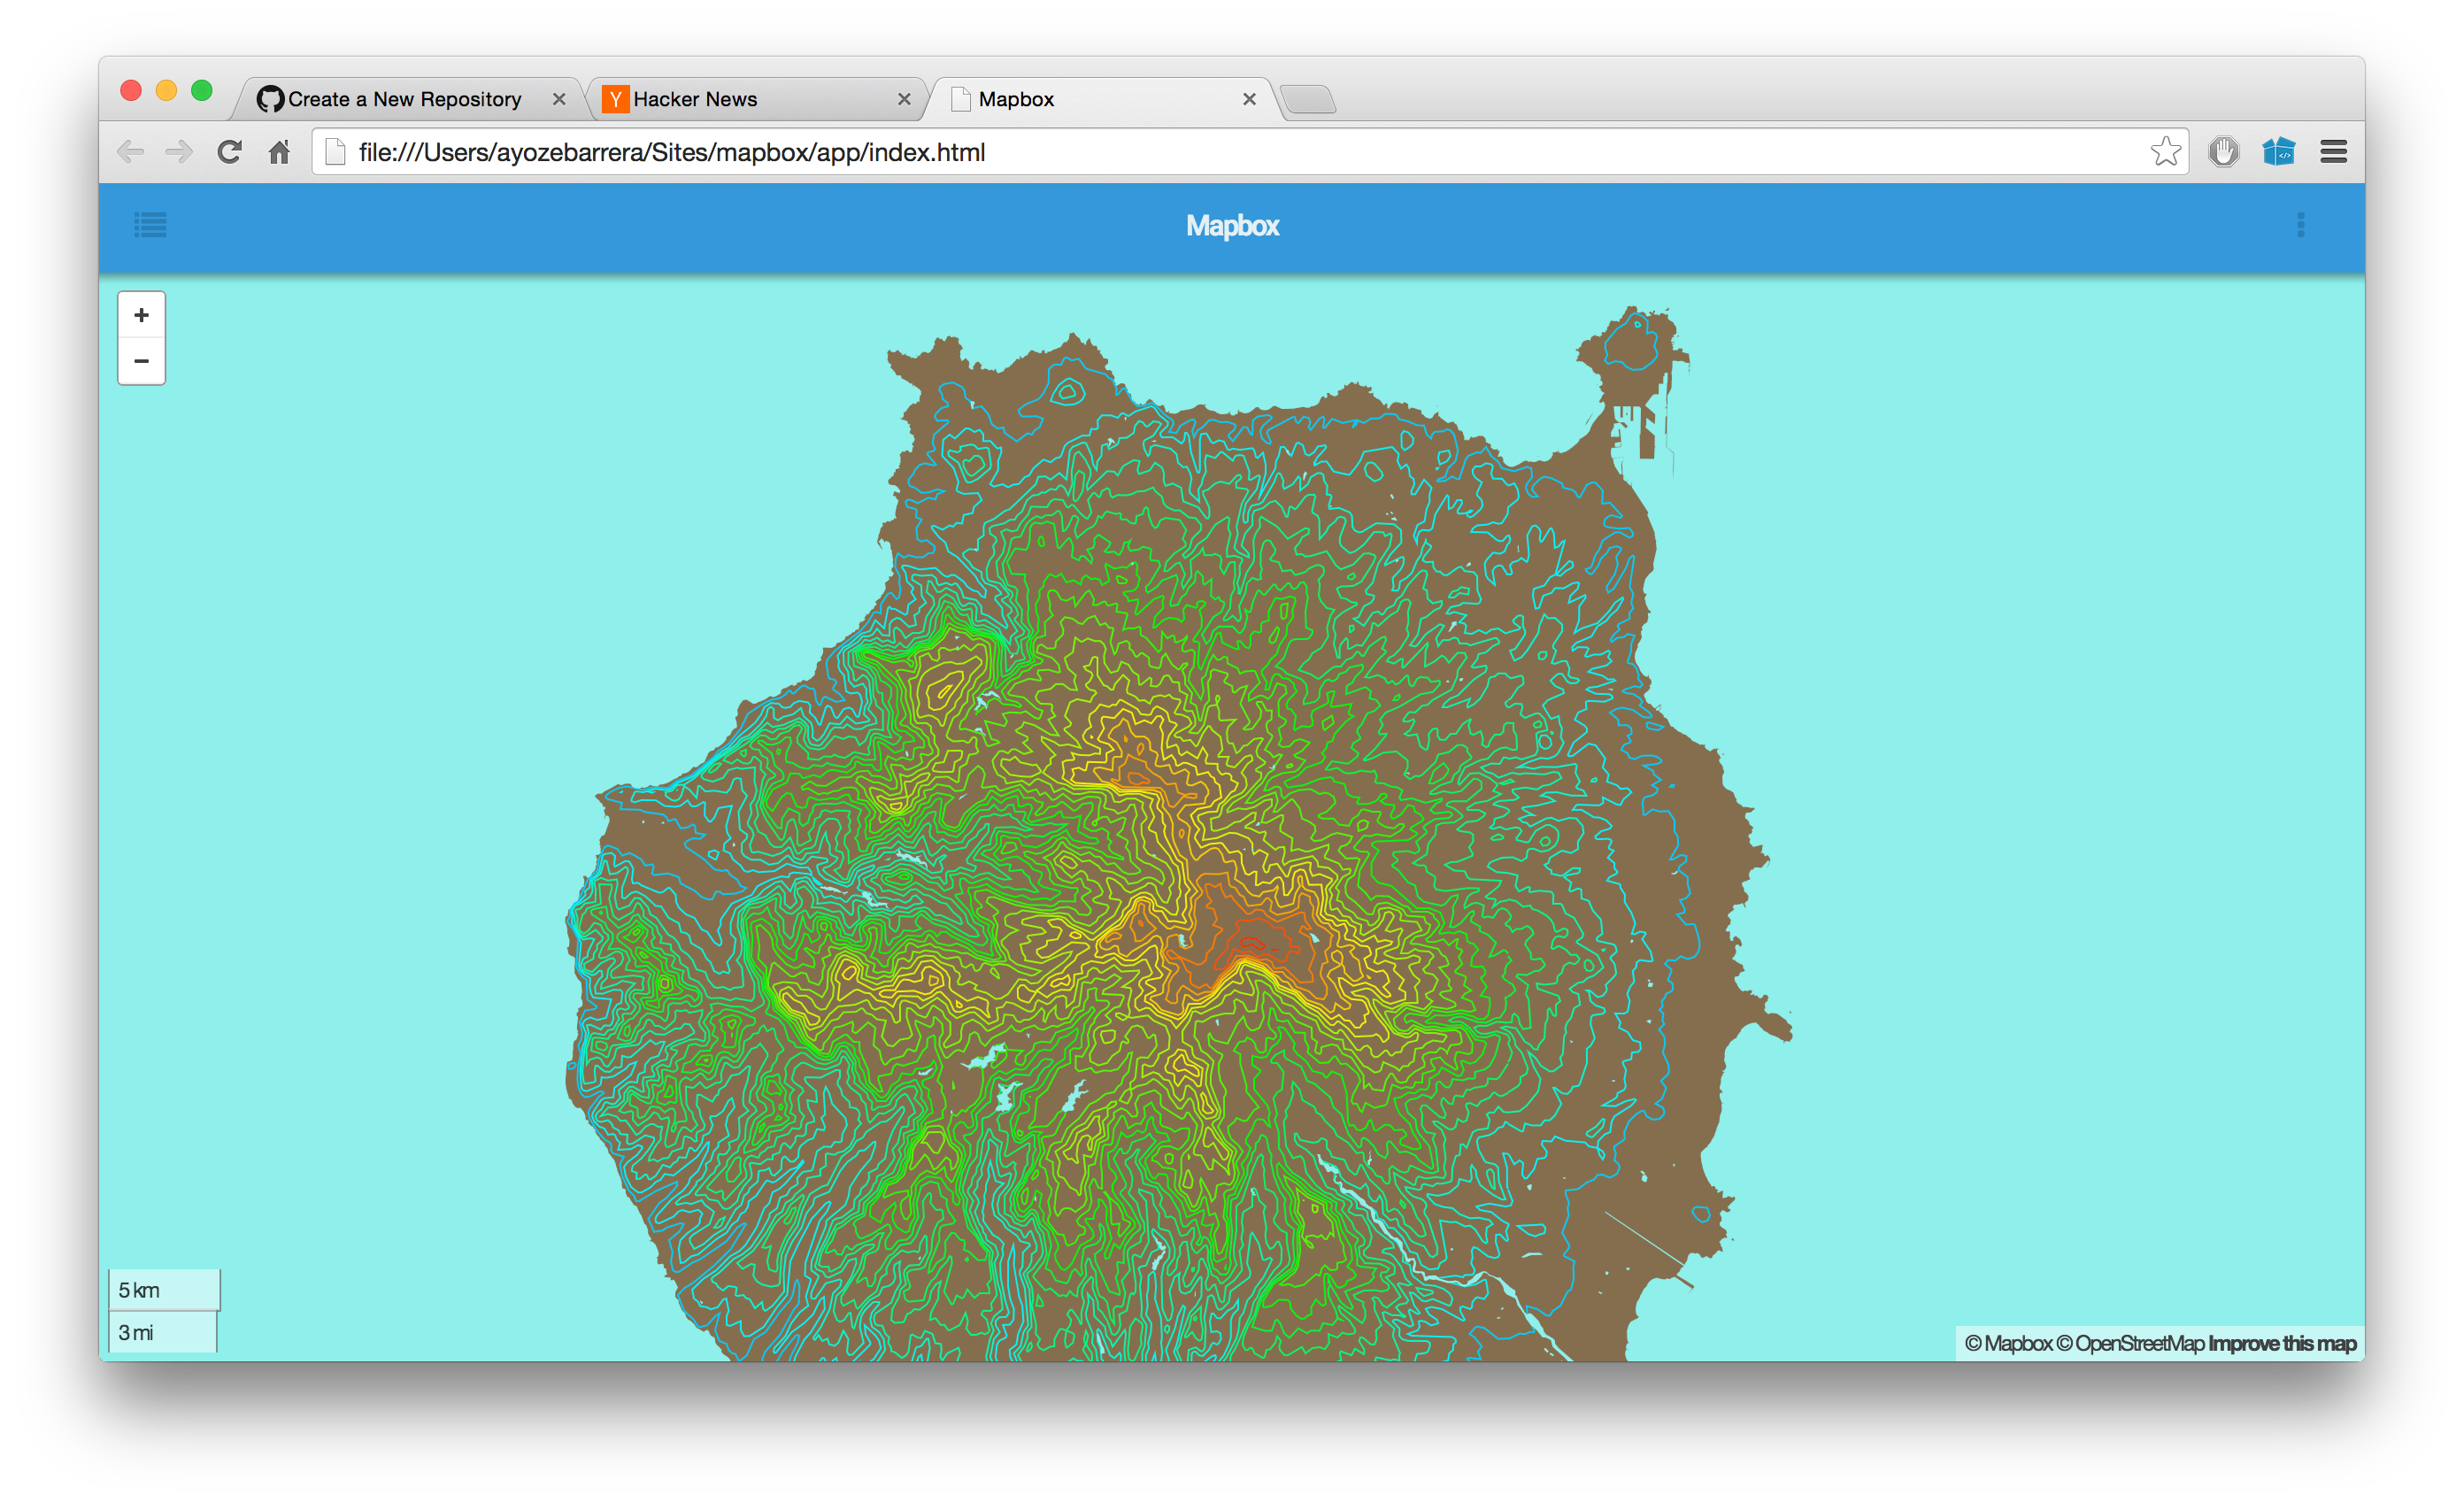 Create a New Repository
Hacker News
Mapbox
file:///Users/ayozebarrera/Sites/mapbox/app/index.html
Mapbox
+
−
5 km
3 mi
© Mapbox © OpenStreetMap Improve this map